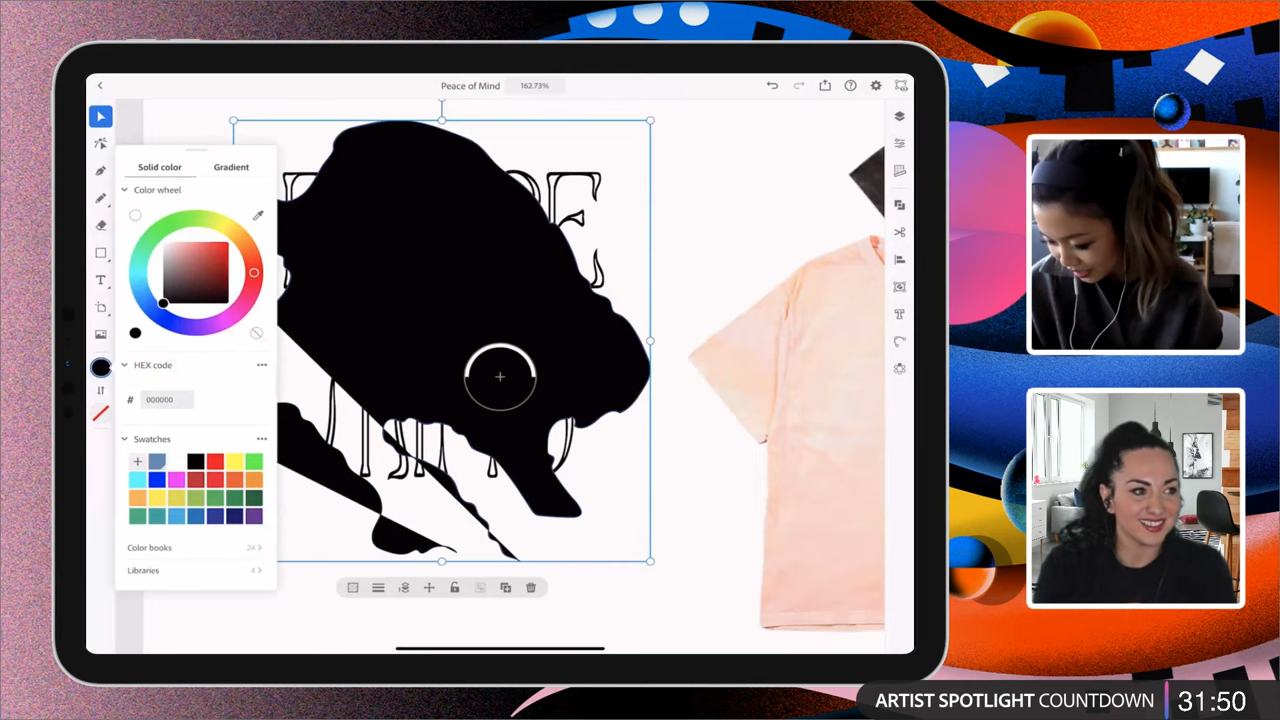 Peace of Mind 162.73%
Solid color Gradient
Color wheel
HEX code
# 000000
Swatches
Color books 24
Libraries 4
ARTIST SPOTLIGHT COUNTDOWN 31:50